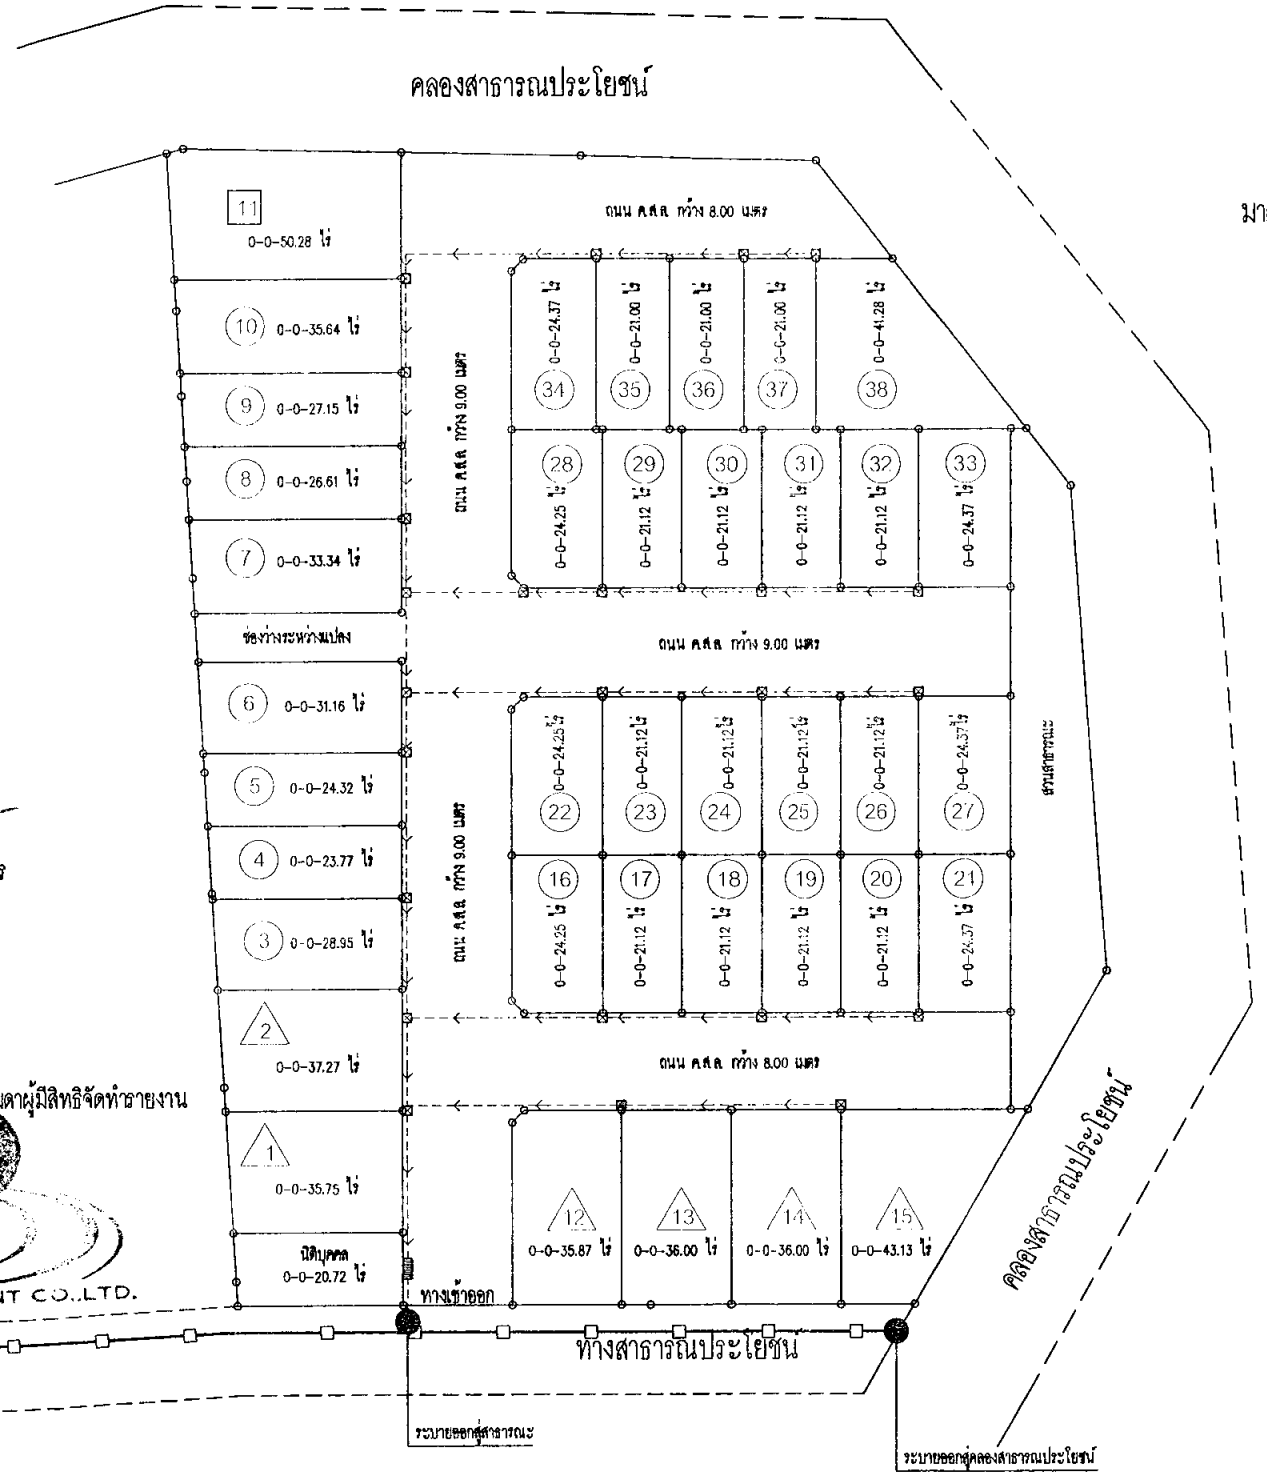 คลองสาธารณประโยชน์
ถนน ค.ส.ล. กว้าง 8.00 เมตร
11
0-0-50.28 ไร่
10 0-0-35.64 ไร่
9 0-0-27.15 ไร่
8 0-0-26.61 ไร่
7 0-0-33.34 ไร่
ช่องว่างระหว่างแปลง
6 0-0-31.16 ไร่
5 0-0-24.32 ไร่
4 0-0-23.77 ไร่
3 0-0-28.95 ไร่
2
0-0-37.27 ไร่
1
0-0-35.75 ไร่
นิติบุคคล
0-0-20.72 ไร่
ถนน ค.ส.ล. กว้าง 9.00 เมตร
34 0-0-24.37 ไร่
35 0-0-21.00 ไร่
36 0-0-21.00 ไร่
37 0-0-21.00 ไร่
38 0-0-41.28 ไร่
28 0-0-24.25 ไร่
29 0-0-21.12 ไร่
30 0-0-21.12 ไร่
31 0-0-21.12 ไร่
32 0-0-21.12 ไร่
33 0-0-24.37 ไร่
ถนน ค.ส.ล. กว้าง 9.00 เมตร
ถนน ค.ส.ล. กว้าง 9.00 เมตร
22 0-0-24.25 ไร่
23 0-0-21.12 ไร่
24 0-0-21.12 ไร่
25 0-0-21.12 ไร่
26 0-0-21.12 ไร่
27 0-0-24.37 ไร่
16 0-0-24.25 ไร่
17 0-0-21.12 ไร่
18 0-0-21.12 ไร่
19 0-0-21.12 ไร่
20 0-0-21.12 ไร่
21 0-0-24.37 ไร่
สวนสาธารณะ
ถนน ค.ส.ล. กว้าง 8.00 เมตร
12
0-0-35.87 ไร่
13
0-0-36.00 ไร่
14
0-0-36.00 ไร่
15
0-0-43.13 ไร่
คลองสาธารณประโยชน์
ผู้มีสิทธิจัดทำรายงาน
CO.,LTD.
ทางเข้าออก
ทางสาธารณประโยชน์
ระบายออกสู่สาธารณะ
ระบายออกสู่คลองสาธารณประโยชน์